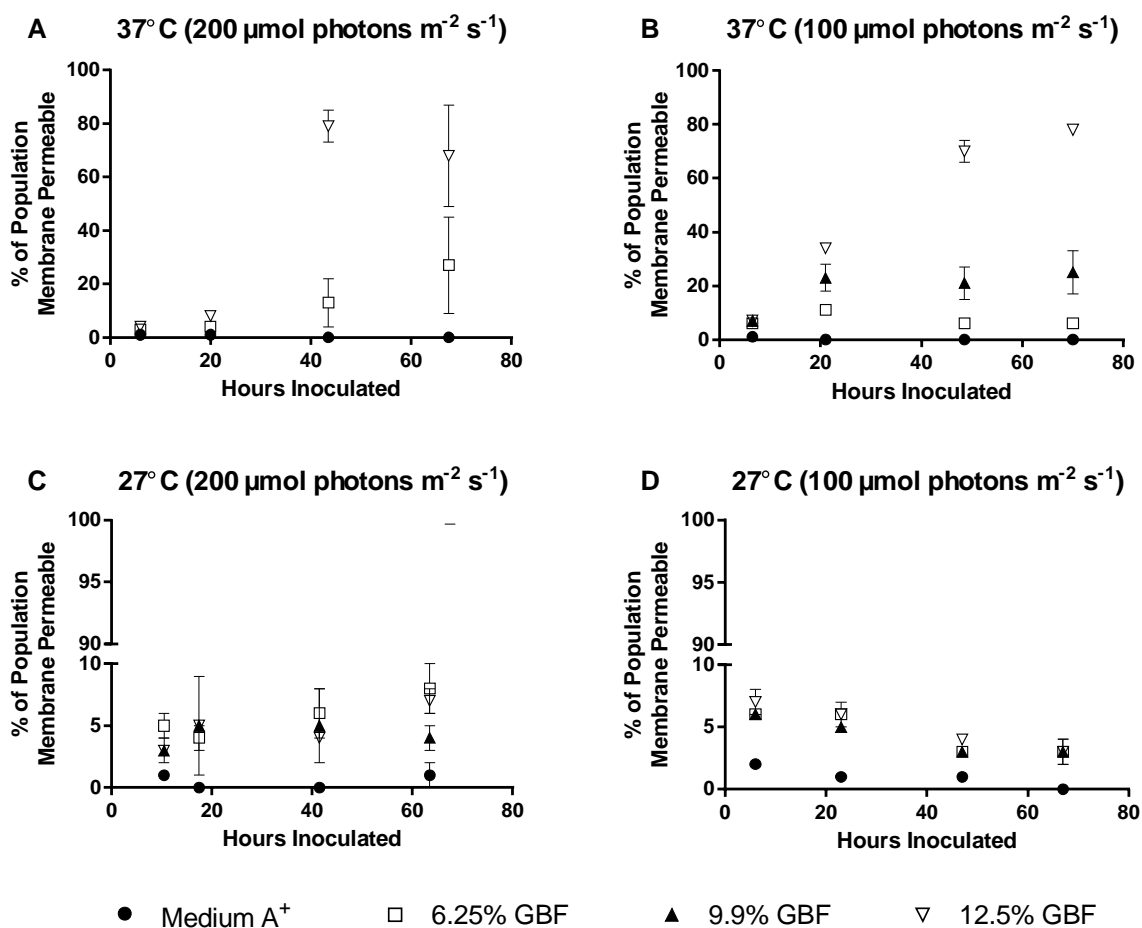 A 37°C (200 µmol photons m⁻² s⁻¹)
% of Population
Membrane Permeable
100
80
60
40
20
0
0 20 40 60 80
Hours Inoculated
B 37°C (100 µmol photons m⁻² s⁻¹)
% of Population
Membrane Permeable
100
80
60
40
20
0
0 20 40 60 80
Hours Inoculated
C 27°C (200 µmol photons m⁻² s⁻¹)
% of Population
Membrane Permeable
100
95
90
10
5
0
0 20 40 60 80
Hours Inoculated
D 27°C (100 µmol photons m⁻² s⁻¹)
% of Population
Membrane Permeable
100
95
90
10
5
0
0 20 40 60 80
Hours Inoculated
Medium A⁺ 6.25% GBF 9.9% GBF 12.5% GBF